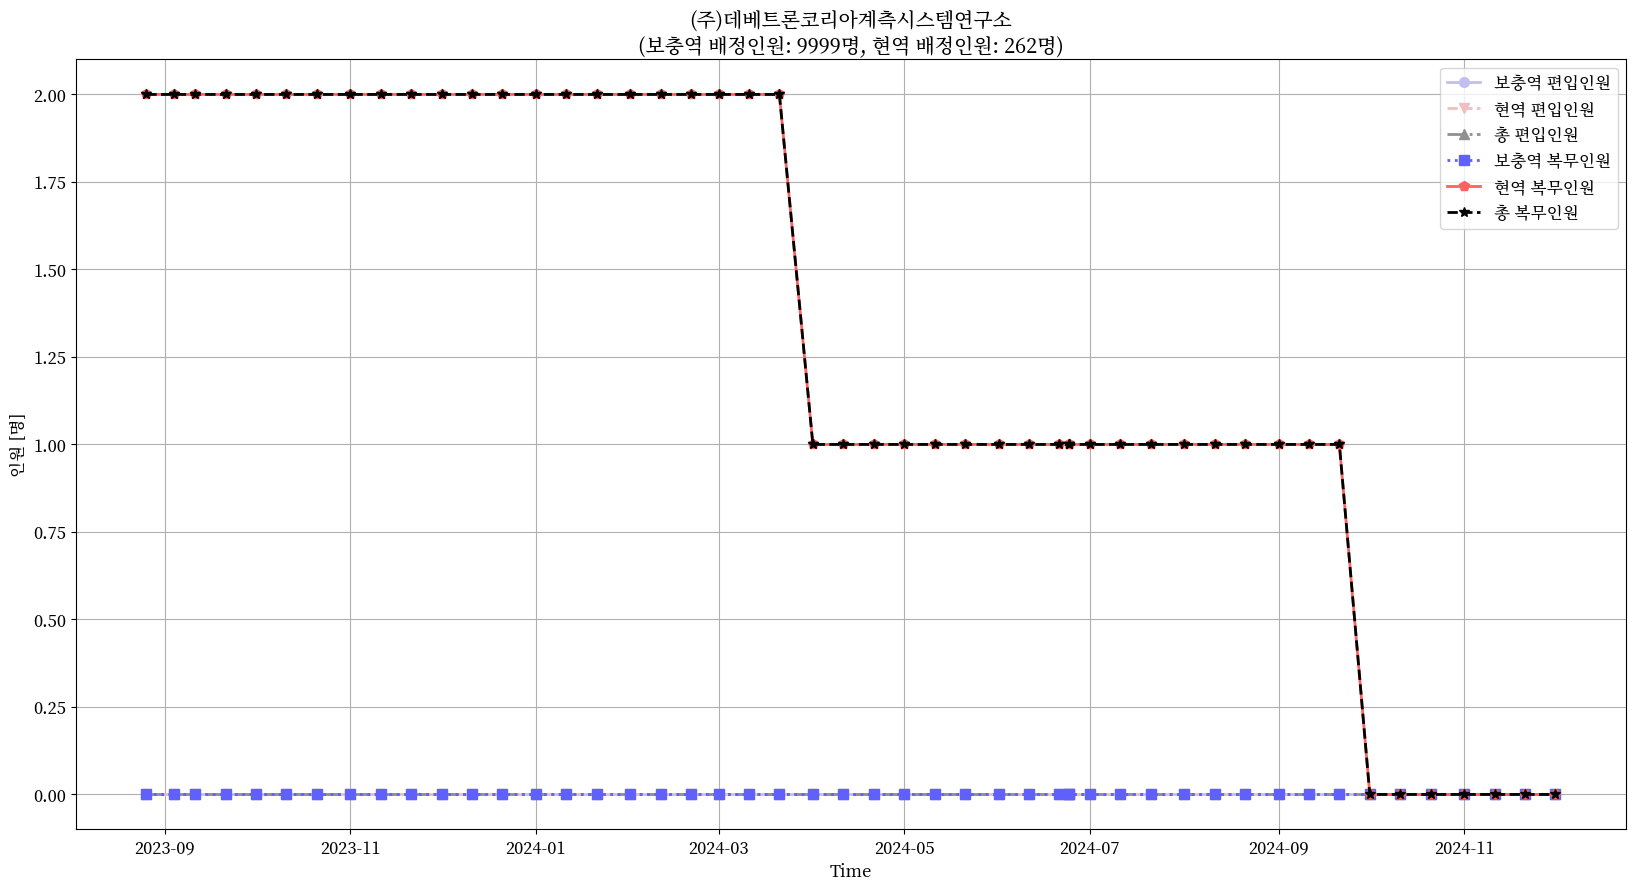 (주)데베트론코리아계측시스템연구소
(보충역 배정인원: 9999명, 현역 배정인원: 262명)
보충역 편입인원
현역 편입인원
총 편입인원
보충역 복무인원
현역 복무인원
총 복무인원
2.00
1.75
1.50
1.25
1.00
0.75
0.50
0.25
0.00
인원 [명]
2023-09
2023-11
2024-01
2024-03
2024-05
2024-07
2024-09
2024-11
Time